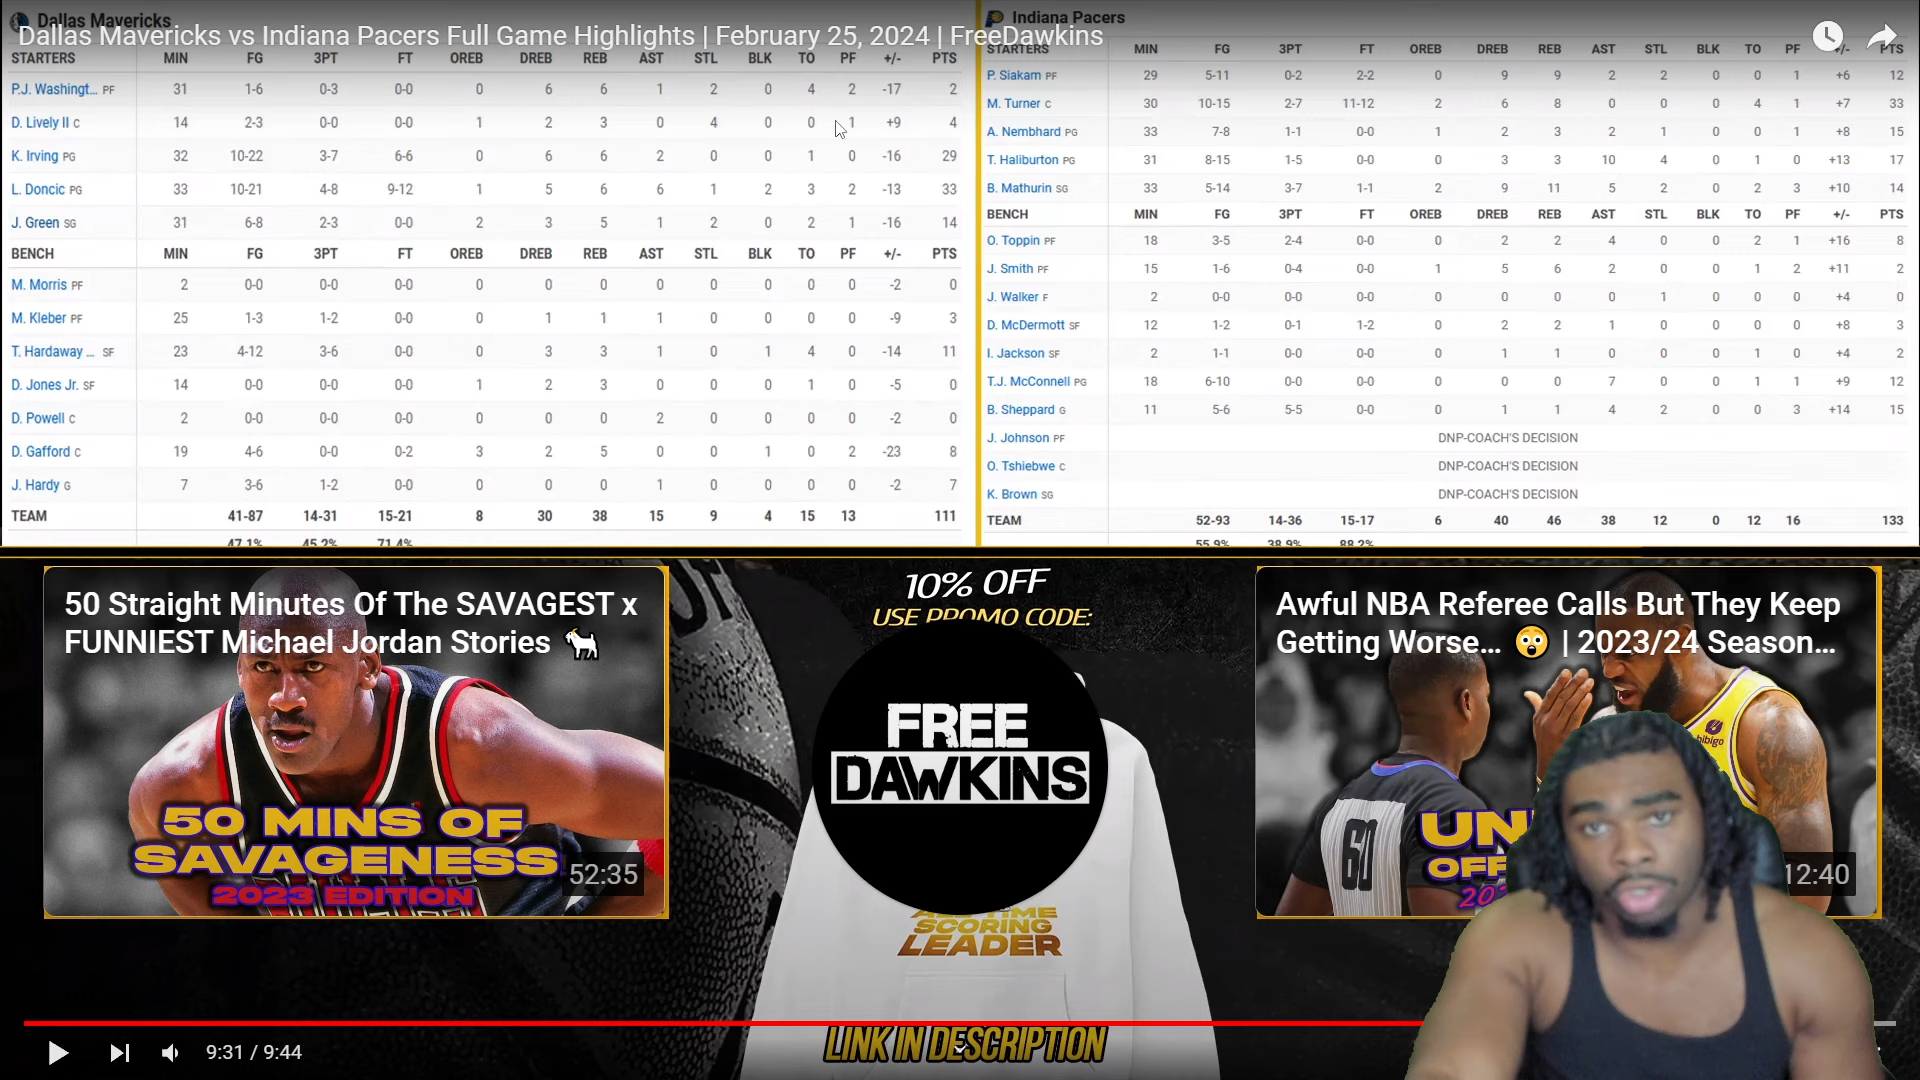 Dallas Mavericks
Dallas Mavericks vs Indiana Pacers Full Game Highlights | February 25, 2024 | FreeDawkins
STARTERS MIN FG 3PT FT OREB DREB REB AST STL BLK TO PF +/- PTS
P.J. Washingt... PF 31 1-6 0-3 0-0 0 6 6 1 2 0 4 2 -17 2
D. Lively II C 14 2-3 0-0 0-0 1 2 3 0 4 0 0 1 +9 4
K. Irving PG 32 10-22 3-7 6-6 0 6 6 2 0 0 1 0 -16 29
L. Doncic PG 33 10-21 4-8 9-12 1 5 6 6 1 2 3 2 -13 33
J. Green SG 31 6-8 2-3 0-0 2 3 5 1 2 0 2 1 -16 14
BENCH MIN FG 3PT FT OREB DREB REB AST STL BLK TO PF +/- PTS
M. Morris PF 2 0-0 0-0 0-0 0 0 0 0 0 0 0 0 -2 0
M. Kleber PF 25 1-3 1-2 0-0 0 1 1 1 0 0 0 0 -9 3
T. Hardaway ... SF 23 4-12 3-6 0-0 0 3 3 1 0 1 4 0 -14 11
D. Jones Jr. SF 14 0-0 0-0 0-0 1 2 3 0 0 0 1 0 -5 0
D. Powell C 2 0-0 0-0 0-0 0 0 0 2 0 0 0 0 -2 0
D. Gafford C 19 4-6 0-0 0-2 3 2 5 0 0 1 0 2 -23 8
J. Hardy G 7 3-6 1-2 0-0 0 0 0 1 0 0 0 0 -2 7
TEAM 41-87 14-31 15-21 8 30 38 15 9 4 15 13 111
47.1% 45.2% 71.4%
Indiana Pacers
STARTERS MIN FG 3PT FT OREB DREB REB AST STL BLK TO PF +/- PTS
P. Siakam PF 29 5-11 0-2 2-2 0 9 9 2 2 0 0 1 +6 12
M. Turner C 30 10-15 2-7 11-12 2 6 8 0 0 0 4 1 +7 33
A. Nembhard PG 33 7-8 1-1 0-0 1 2 3 2 1 0 0 1 +8 15
T. Haliburton PG 31 8-15 1-5 0-0 0 3 3 10 4 0 1 0 +13 17
B. Mathurin SG 33 5-14 3-7 1-1 2 9 11 5 2 0 2 3 +10 14
BENCH MIN FG 3PT FT OREB DREB REB AST STL BLK TO PF +/- PTS
O. Toppin PF 18 3-5 2-4 0-0 0 2 2 4 0 0 2 1 +16 8
J. Smith PF 15 1-6 0-4 0-0 1 5 6 2 0 0 1 2 +11 2
J. Walker F 2 0-0 0-0 0-0 0 0 0 0 1 0 0 0 +4 0
D. McDermott SF 12 1-2 0-1 1-2 0 2 2 1 0 0 0 0 +8 3
I. Jackson SF 2 1-1 0-0 0-0 0 1 1 0 0 0 1 0 +4 2
T.J. McConnell PG 18 6-10 0-0 0-0 0 0 0 7 0 0 1 1 +9 12
B. Sheppard G 11 5-6 5-5 0-0 0 1 1 4 2 0 0 3 +14 15
J. Johnson PF DNP-COACH'S DECISION
O. Tshiebwe C DNP-COACH'S DECISION
K. Brown SG DNP-COACH'S DECISION
TEAM 52-93 14-36 15-17 6 40 46 38 12 0 12 16 133
55.9% 38.9% 88.2%
50 Straight Minutes Of The SAVAGEST x
FUNNIEST Michael Jordan Stories 🐐
50 MINS OF
SAVAGENESS
2023 EDITION
52:35
10% OFF
USE PROMO CODE:
FREE
DAWKINS
ALL-TIME
SCORING
LEADER
LINK IN DESCRIPTION
Awful NBA Referee Calls But They Keep
Getting Worse... 😲 | 2023/24 Season...
bibigo
60
UN
OFF
202
12:40
9:31 / 9:44